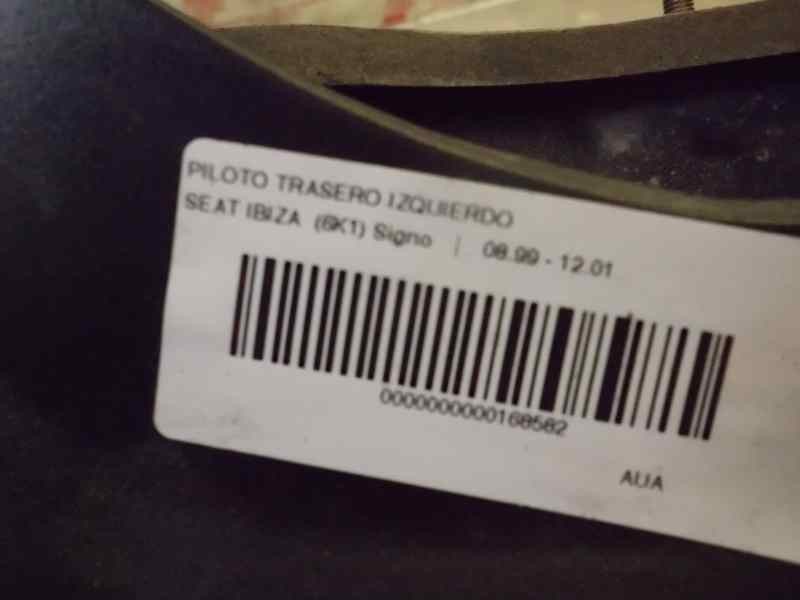 PILOTO TRASERO IZQUIERDO
SEAT IBIZA (6K1) Signo | 08.99 - 12.01
0000000000168582
AUA